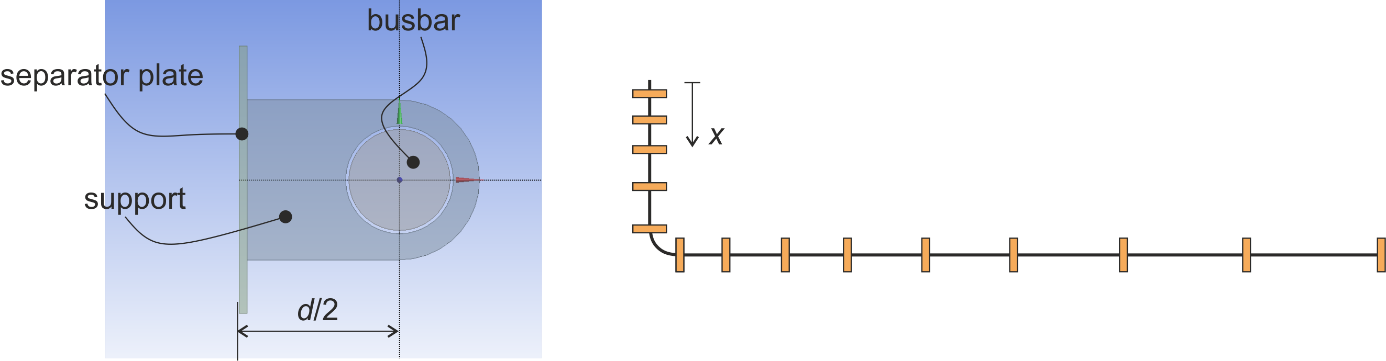 busbar
separator plate
support
d/2
x